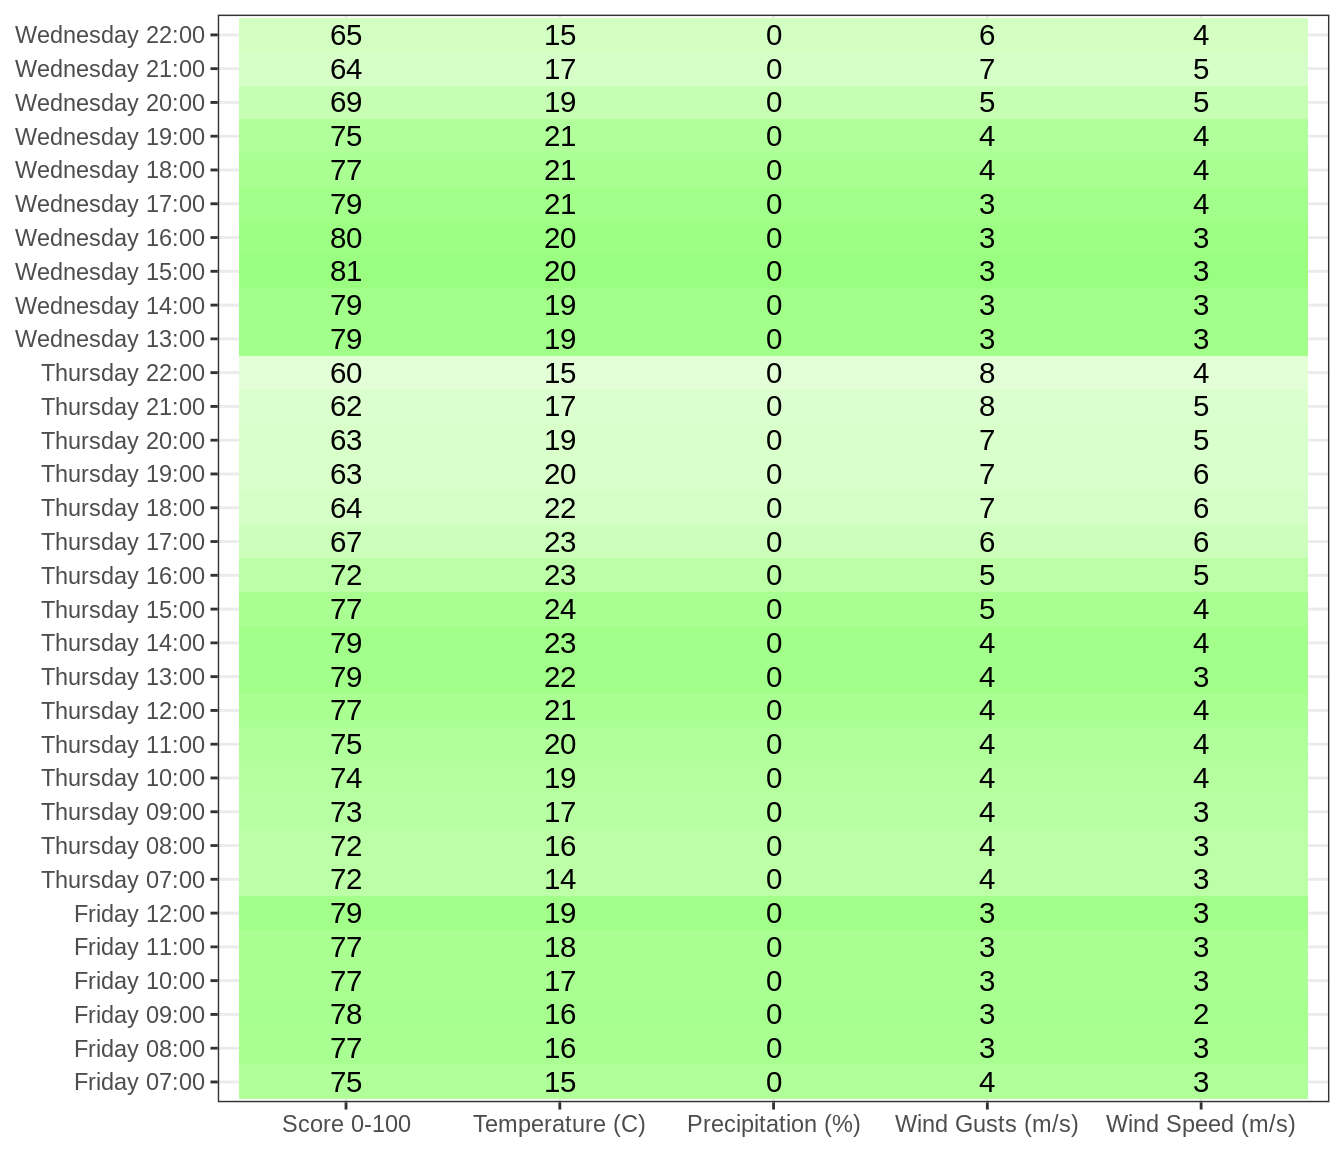 Wednesday 22:00 65 15 0 6 4
Wednesday 21:00 64 17 0 7 5
Wednesday 20:00 69 19 0 5 5
Wednesday 19:00 75 21 0 4 4
Wednesday 18:00 77 21 0 4 4
Wednesday 17:00 79 21 0 3 4
Wednesday 16:00 80 20 0 3 3
Wednesday 15:00 81 20 0 3 3
Wednesday 14:00 79 19 0 3 3
Wednesday 13:00 79 19 0 3 3
Thursday 22:00 60 15 0 8 4
Thursday 21:00 62 17 0 8 5
Thursday 20:00 63 19 0 7 5
Thursday 19:00 63 20 0 7 6
Thursday 18:00 64 22 0 7 6
Thursday 17:00 67 23 0 6 6
Thursday 16:00 72 23 0 5 5
Thursday 15:00 77 24 0 5 4
Thursday 14:00 79 23 0 4 4
Thursday 13:00 79 22 0 4 3
Thursday 12:00 77 21 0 4 4
Thursday 11:00 75 20 0 4 4
Thursday 10:00 74 19 0 4 4
Thursday 09:00 73 17 0 4 3
Thursday 08:00 72 16 0 4 3
Thursday 07:00 72 14 0 4 3
Friday 12:00 79 19 0 3 3
Friday 11:00 77 18 0 3 3
Friday 10:00 77 17 0 3 3
Friday 09:00 78 16 0 3 2
Friday 08:00 77 16 0 3 3
Friday 07:00 75 15 0 4 3
Score 0-100 Temperature (C) Precipitation (%) Wind Gusts (m/s) Wind Speed (m/s)